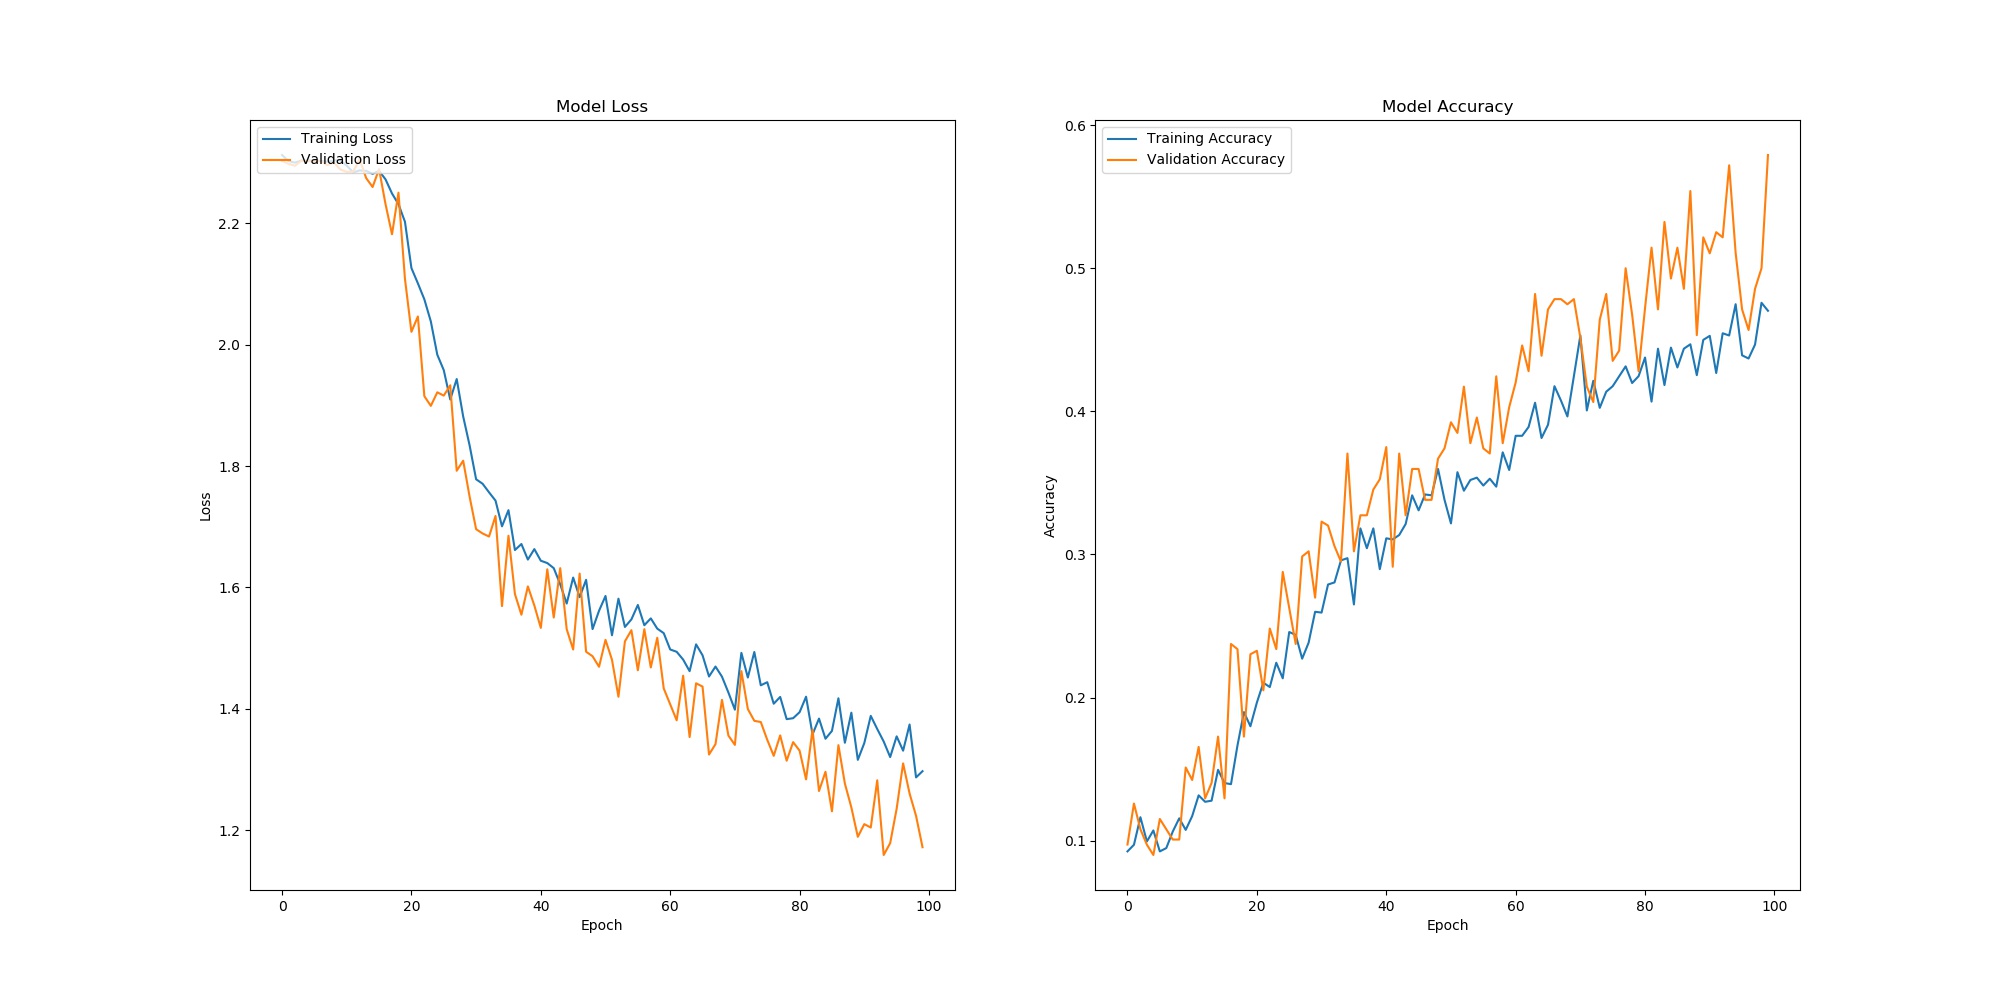 Model Loss
Training Loss
Validation Loss
2.2
2.0
1.8
1.6
1.4
1.2
Loss
0 20 40 60 80 100
Epoch
Model Accuracy
Training Accuracy
Validation Accuracy
0.6
0.5
0.4
0.3
0.2
0.1
Accuracy
0 20 40 60 80 100
Epoch